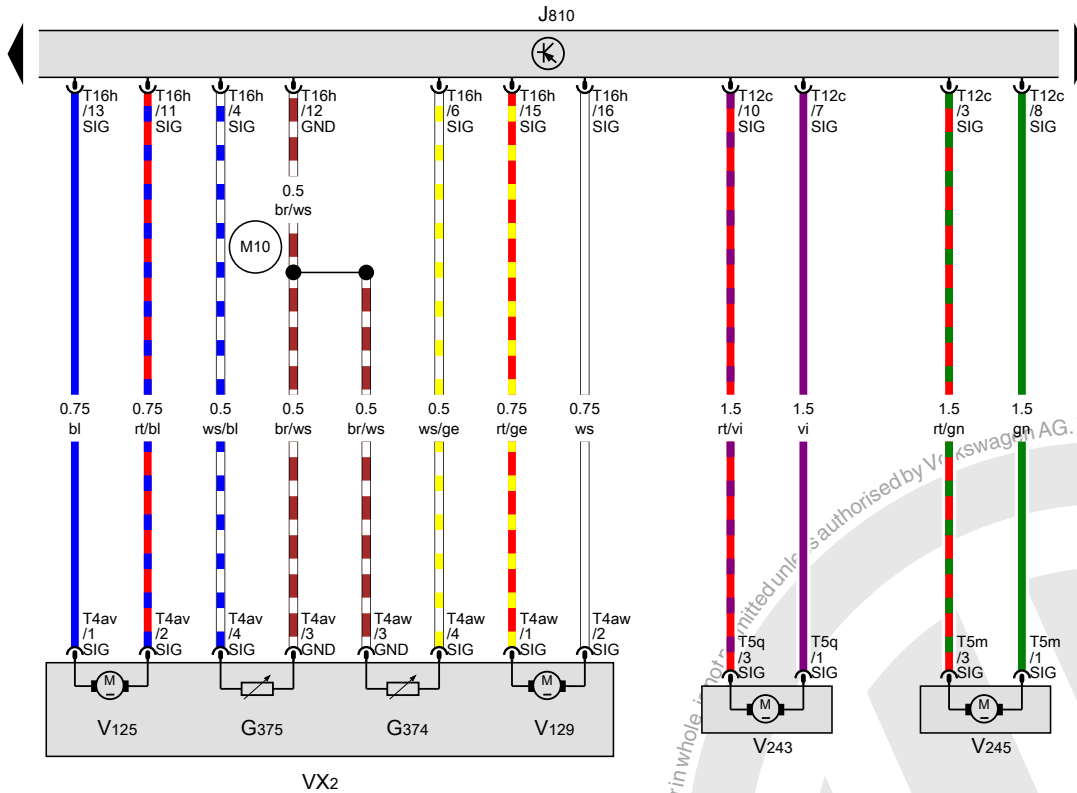 J810
T16h T16h T16h T16h T16h T16h T16h T12c T12c T12c T12c
/13 /11 /4 /12 /6 /15 /16 /10 /7 /3 /8
SIG SIG SIG GND SIG SIG SIG SIG SIG SIG SIG
0.5
br/ws
M10
0.75 0.75 0.5 0.5 0.5 0.5 0.75 0.75 1.5 1.5 1.5 1.5
bl rt/bl ws/bl br/ws br/ws ws/ge rt/ge ws rt/vi vi rt/gn gn
T4av T4av T4av T4av T4aw T4aw T4aw T4aw T5q T5q T5m T5m
/1 /2 /4 /3 /3 /4 /1 /2 /3 /1 /3 /1
SIG SIG SIG GND GND SIG SIG SIG SIG SIG SIG SIG
M M M M
V125 G375 G374 V129 V243 V245
VX2
r in whole, is not authorised by Volkswagen AG.